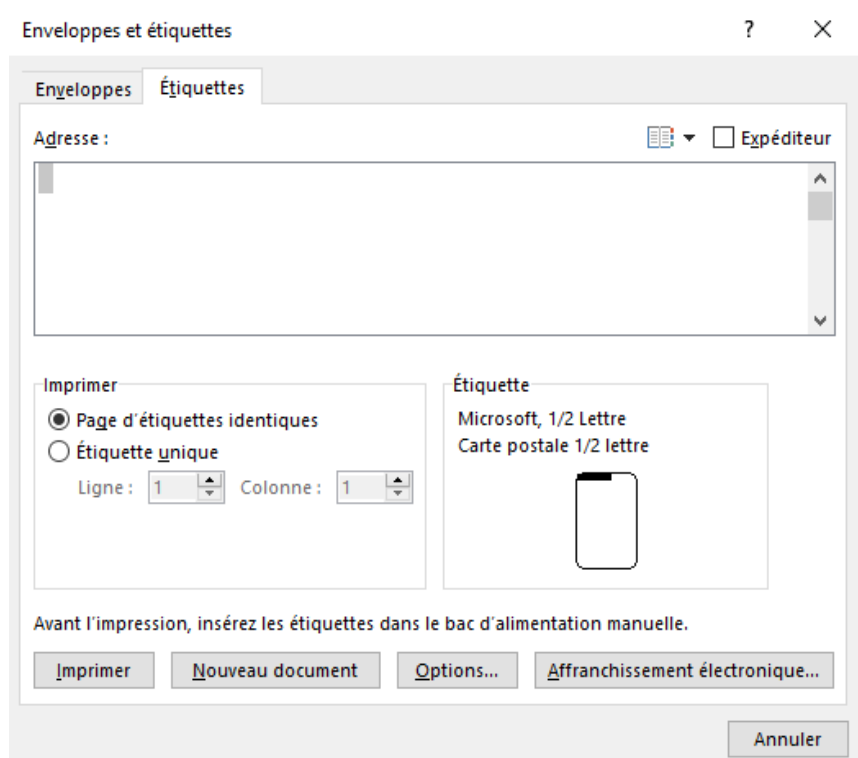 Enveloppes et étiquettes ?
Enveloppes Étiquettes
Adresse : Expéditeur
Imprimer
Page d'étiquettes identiques
Étiquette unique
Ligne : 1 Colonne : 1
Étiquette
Microsoft, 1/2 Lettre
Carte postale 1/2 lettre
Avant l'impression, insérez les étiquettes dans le bac d'alimentation manuelle.
Imprimer Nouveau document Options... Affranchissement électronique...
Annuler